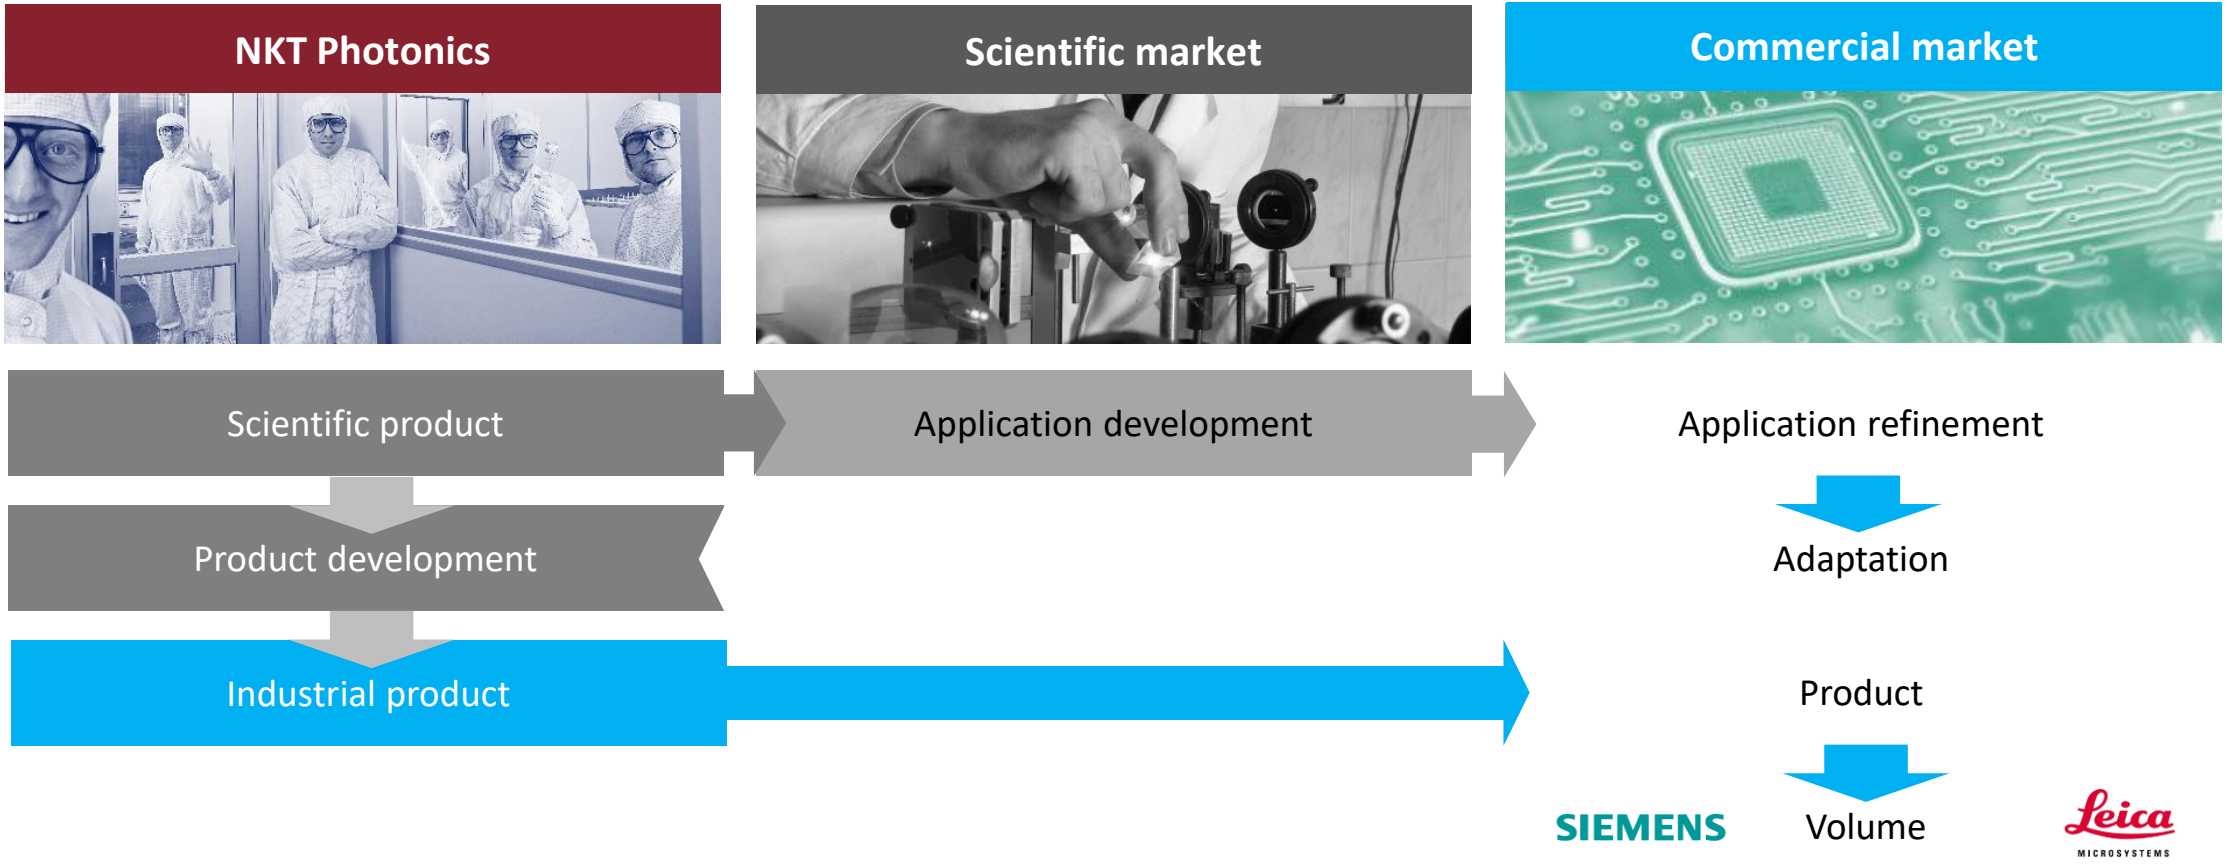 NKT Photonics
Scientific market
Commercial market
Scientific product
Application development
Application refinement
Product development
Adaptation
Industrial product
Product
SIEMENS
Volume
Leica
MICROSYSTEMS